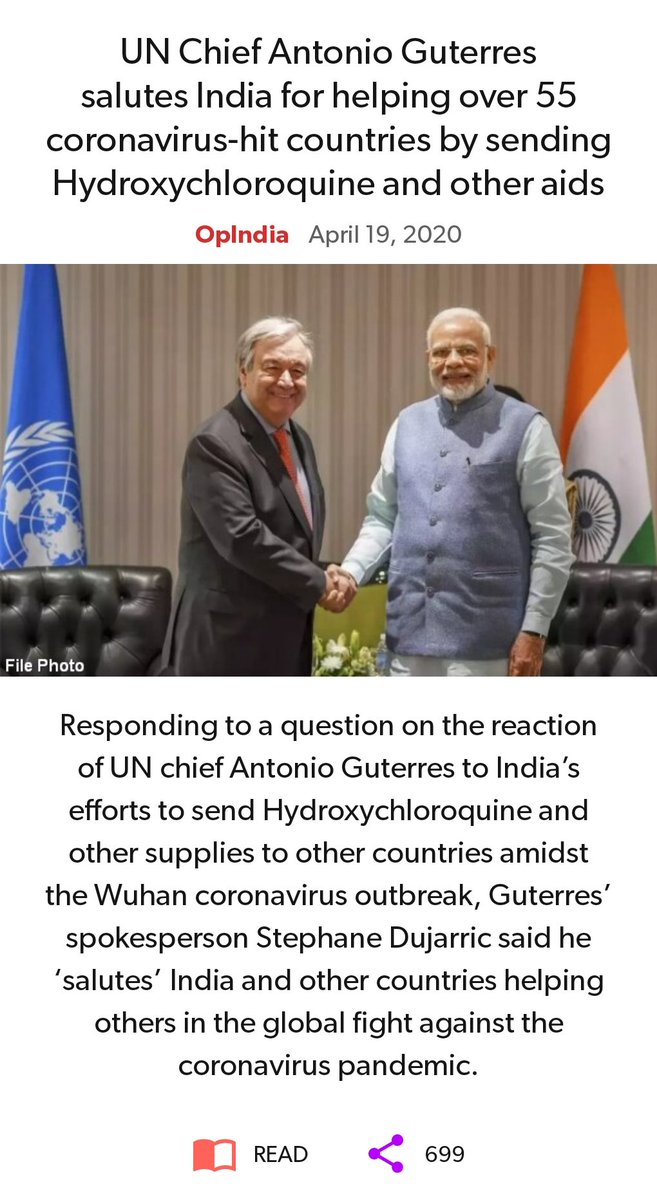 UN Chief Antonio Guterres
salutes India for helping over 55
coronavirus-hit countries by sending
Hydroxychloroquine and other aids
OpIndia April 19, 2020
File Photo
Responding to a question on the reaction
of UN chief Antonio Guterres to India’s
efforts to send Hydroxychloroquine and
other supplies to other countries amidst
the Wuhan coronavirus outbreak, Guterres’
spokesperson Stephane Dujarric said he
‘salutes’ India and other countries helping
others in the global fight against the
coronavirus pandemic.
READ 699